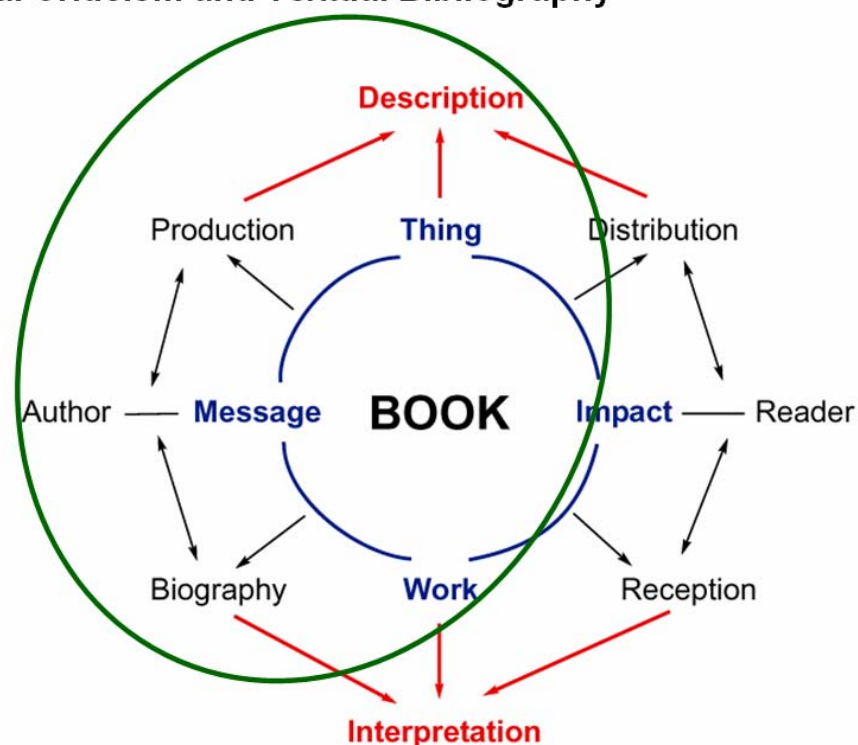 Description
Production Thing Distribution
Author Message BOOK Impact Reader
Biography Work Reception
Interpretation